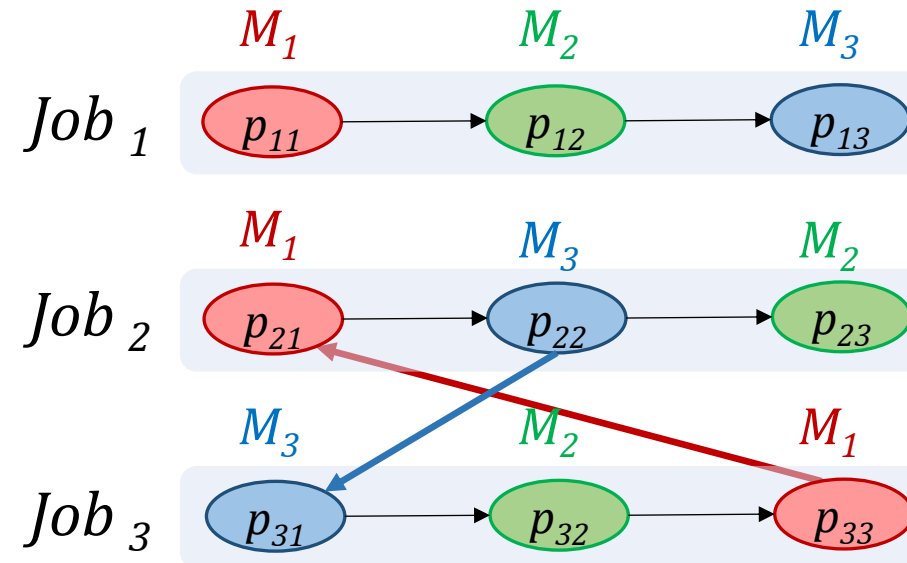 M₁ M₂ M₃
Job ₁ p₁₁ p₁₂ p₁₃
M₁ M₃ M₂
Job ₂ p₂₁ p₂₂ p₂₃
M₃ M₂ M₁
Job ₃ p₃₁ p₃₂ p₃₃